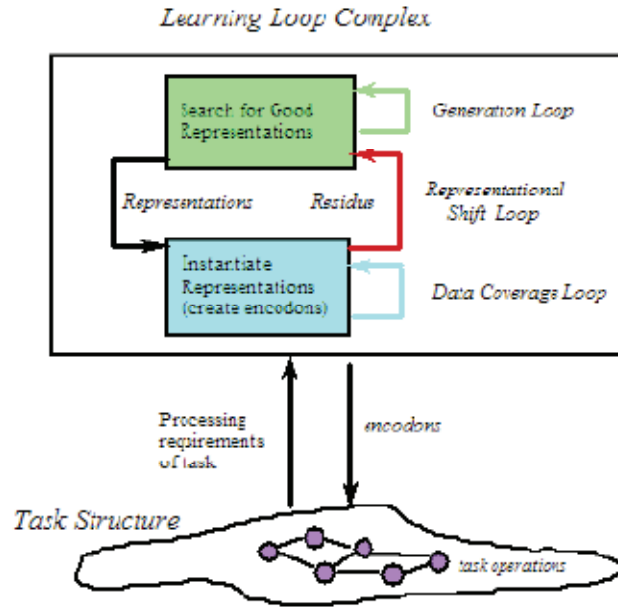 Learning Loop Complex
Search for Good
Representations
Generation Loop
Representations
Residue
Representational
Shift Loop
Instantiate
Representations
(create encodons)
Data Coverage Loop
Processing
requirements
of task
encodons
Task Structure
task operations